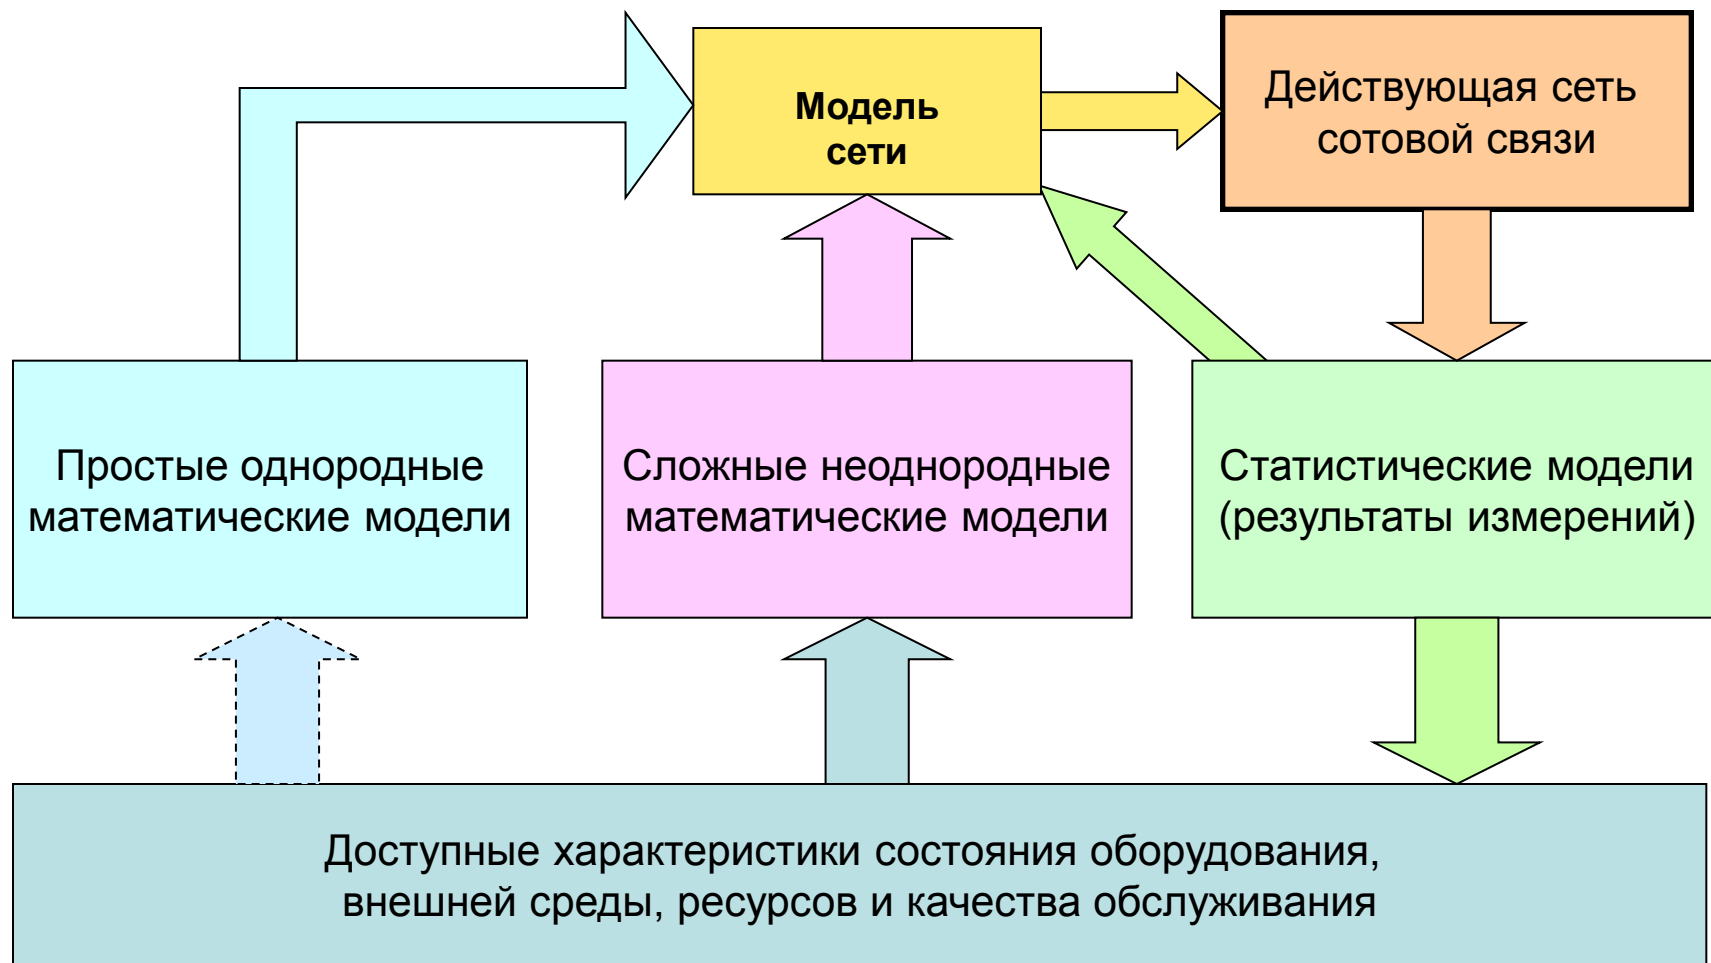 Модель
сети
Действующая сеть
сотовой связи
Простые однородные
математические модели
Сложные неоднородные
математические модели
Статистические модели
(результаты измерений)
Доступные характеристики состояния оборудования,
внешней среды, ресурсов и качества обслуживания